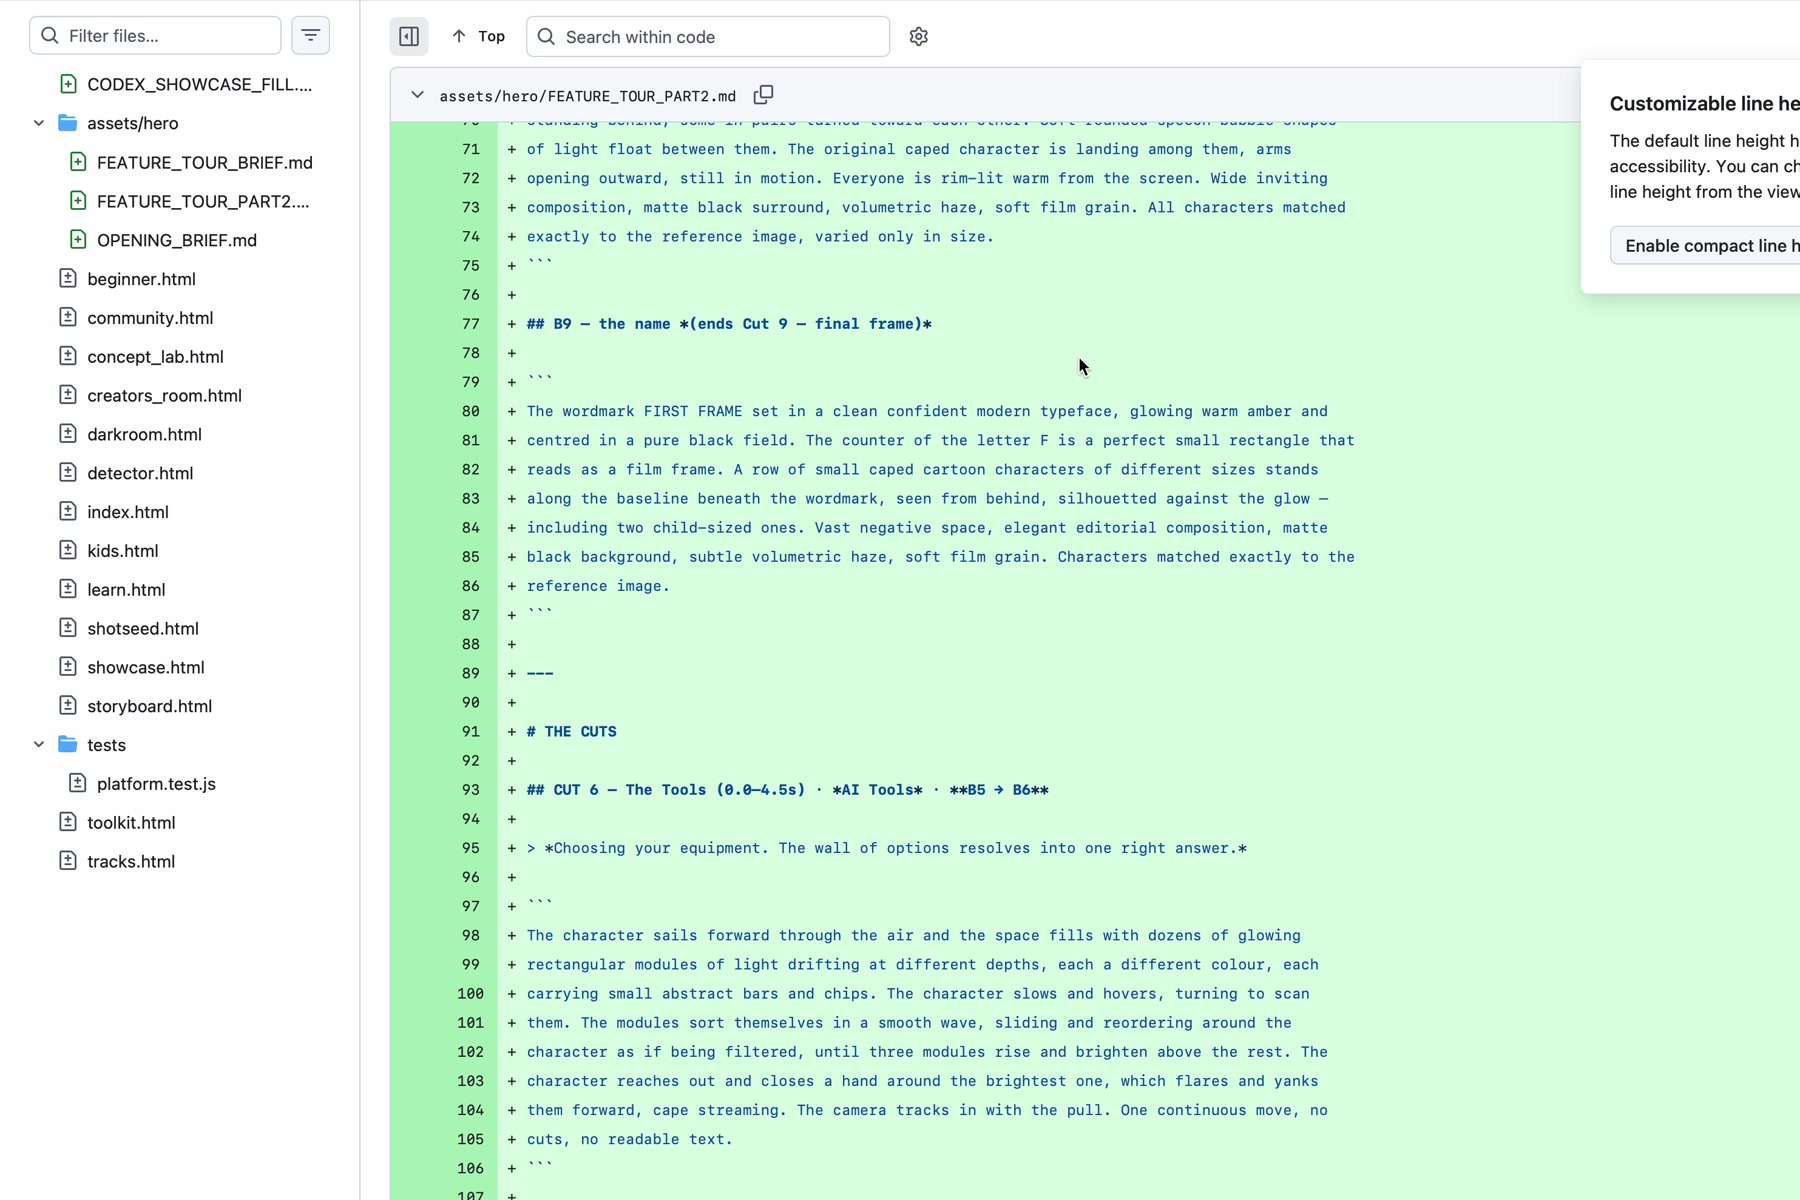 Filter files...
CODEX_SHOWCASE_FILL....
assets/hero
FEATURE_TOUR_BRIEF.md
FEATURE_TOUR_PART2....
OPENING_BRIEF.md
beginner.html
community.html
concept_lab.html
creators_room.html
darkroom.html
detector.html
index.html
kids.html
learn.html
shotseed.html
showcase.html
storyboard.html
tests
platform.test.js
toolkit.html
tracks.html
Top
Search within code
assets/hero/FEATURE_TOUR_PART2.md
71 + of light float between them. The original caped character is landing among them, arms
72 + opening outward, still in motion. Everyone is rim-lit warm from the screen. Wide inviting
73 + composition, matte black surround, volumetric haze, soft film grain. All characters matched
74 + exactly to the reference image, varied only in size.
75 + ```
76 +
77 + ## B9 — the name *(ends Cut 9 — final frame)*
78 +
79 + ```
80 + The wordmark FIRST FRAME set in a clean confident modern typeface, glowing warm amber and
81 + centred in a pure black field. The counter of the letter F is a perfect small rectangle that
82 + reads as a film frame. A row of small caped cartoon characters of different sizes stands
83 + along the baseline beneath the wordmark, seen from behind, silhouetted against the glow —
84 + including two child-sized ones. Vast negative space, elegant editorial composition, matte
85 + black background, subtle volumetric haze, soft film grain. Characters matched exactly to the
86 + reference image.
87 + ```
88 +
89 + ---
90 +
91 + # THE CUTS
92 +
93 + ## CUT 6 — The Tools (0.0–4.5s) · *AI Tools* · **B5 → B6**
94 +
95 + > *Choosing your equipment. The wall of options resolves into one right answer.*
96 +
97 + ```
98 + The character sails forward through the air and the space fills with dozens of glowing
99 + rectangular modules of light drifting at different depths, each a different colour, each
100 + carrying small abstract bars and chips. The character slows and hovers, turning to scan
101 + them. The modules sort themselves in a smooth wave, sliding and reordering around the
102 + character as if being filtered, until three modules rise and brighten above the rest. The
103 + character reaches out and closes a hand around the brightest one, which flares and yanks
104 + them forward, cape streaming. The camera tracks in with the pull. One continuous move, no
105 + cuts, no readable text.
106 + ```
107 +
Customizable line he
The default line height h
accessibility. You can ch
line height from the view
Enable compact line h